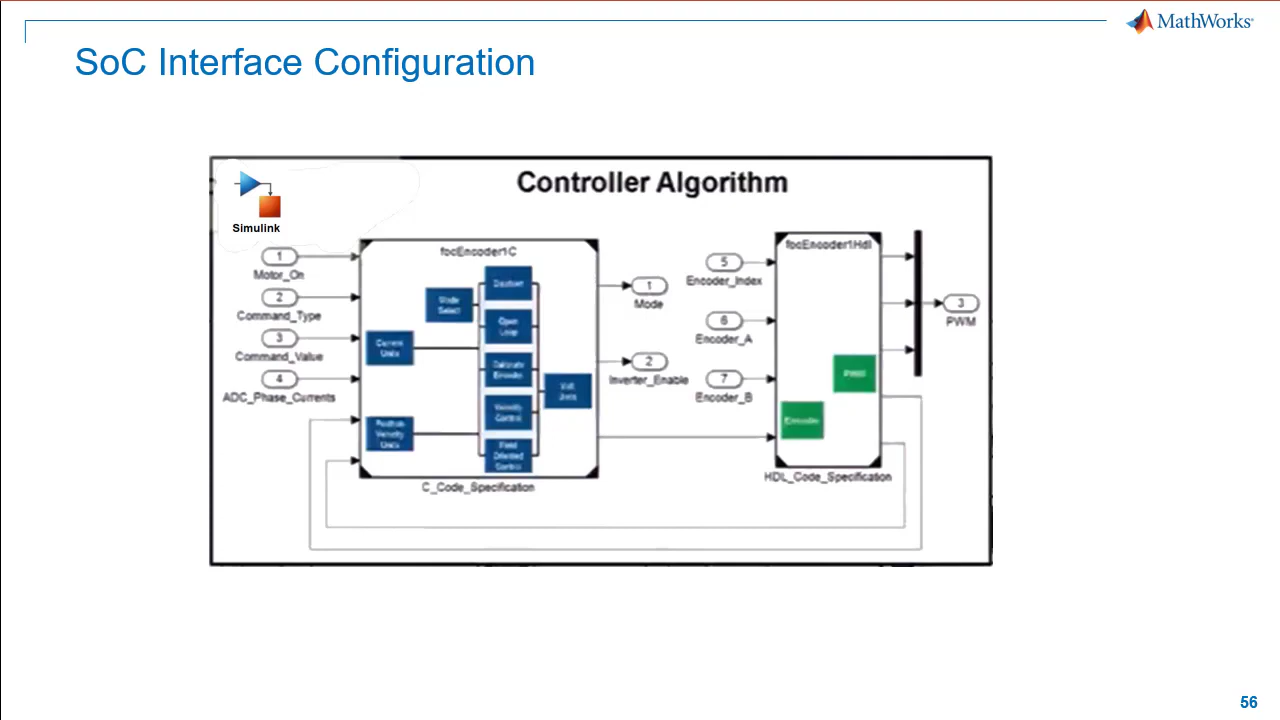 MathWorks®
SoC Interface Configuration
Controller Algorithm
Simulink
1
Motor_On
2
Command_Type
3
Command_Value
4
ADC_Phase_Currents
focEncoder1C
Mode
Select
Current
Units
Position
Velocity
Units
Open
Loop
Calibrate
Encoder
Velocity
Control
Field
Oriented
Control
Volt
Units
C_Code_Specification
1
Mode
2
Inverter_Enable
5
Encoder_Index
6
Encoder_A
7
Encoder_B
focEncoder1Hdl
PWM
Encoder
HDL_Code_Specification
3
PWM
56